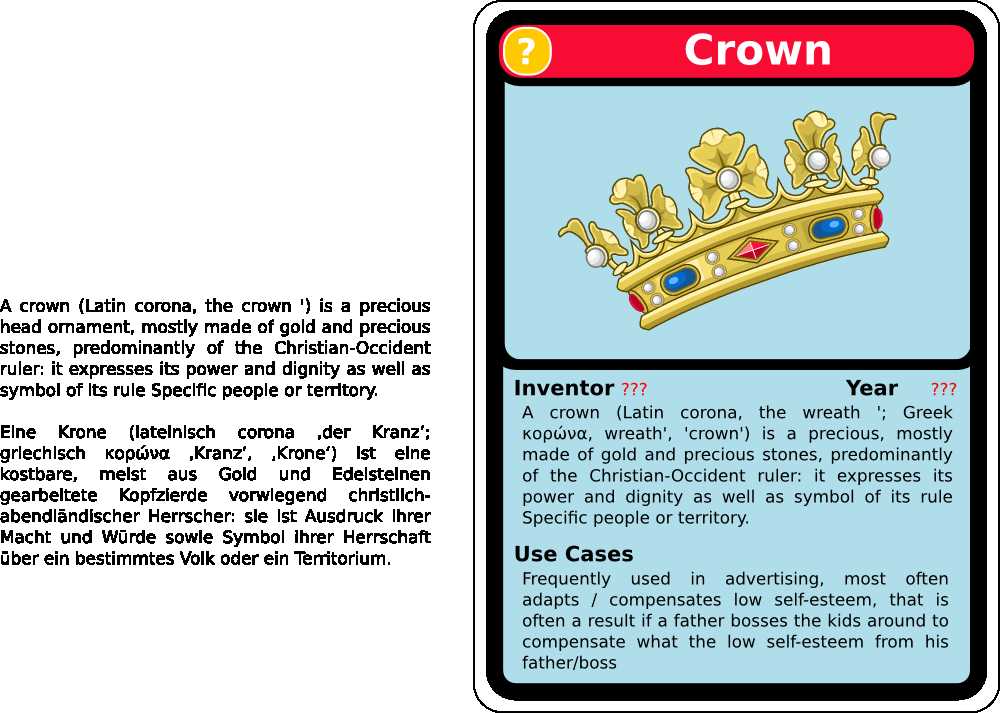 A crown (Latin corona, the crown ') is a precious
head ornament, mostly made of gold and precious
stones, predominantly of the Christian-Occident
ruler: it expresses its power and dignity as well as
symbol of its rule Specific people or territory.
Eine Krone (lateinisch corona ‚der Kranz‘;
griechisch κορώνα ‚Kranz‘, ‚Krone‘) ist eine
kostbare, meist aus Gold und Edelsteinen
gearbeitete Kopfzierde vorwiegend christlich-
abendländischer Herrscher: sie ist Ausdruck ihrer
Macht und Würde sowie Symbol ihrer Herrschaft
über ein bestimmtes Volk oder ein Territorium.
? Crown
Inventor ??? Year ???
A crown (Latin corona, the wreath '; Greek
κορώνα, wreath', 'crown') is a precious, mostly
made of gold and precious stones, predominantly
of the Christian-Occident ruler: it expresses its
power and dignity as well as symbol of its rule
Specific people or territory.
Use Cases
Frequently used in advertising, most often
adapts / compensates low self-esteem, that is
often a result if a father bosses the kids around to
compensate what the low self-esteem from his
father/boss